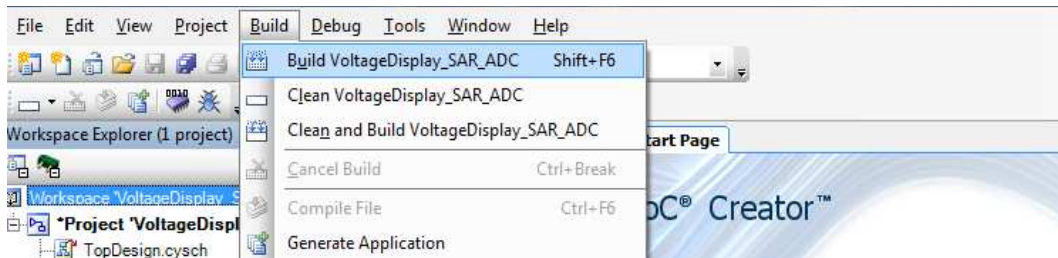 File Edit View Project Build Debug Tools Window Help
Build VoltageDisplay_SAR_ADC Shift+F6
Clean VoltageDisplay_SAR_ADC
Workspace Explorer (1 project)
Clean and Build VoltageDisplay_SAR_ADC
tart Page
Cancel Build Ctrl+Break
Workspace 'VoltageDisplay_S
Compile File Ctrl+F6
oC® Creator™
*Project 'VoltageDispl
Generate Application
TopDesign.cysch